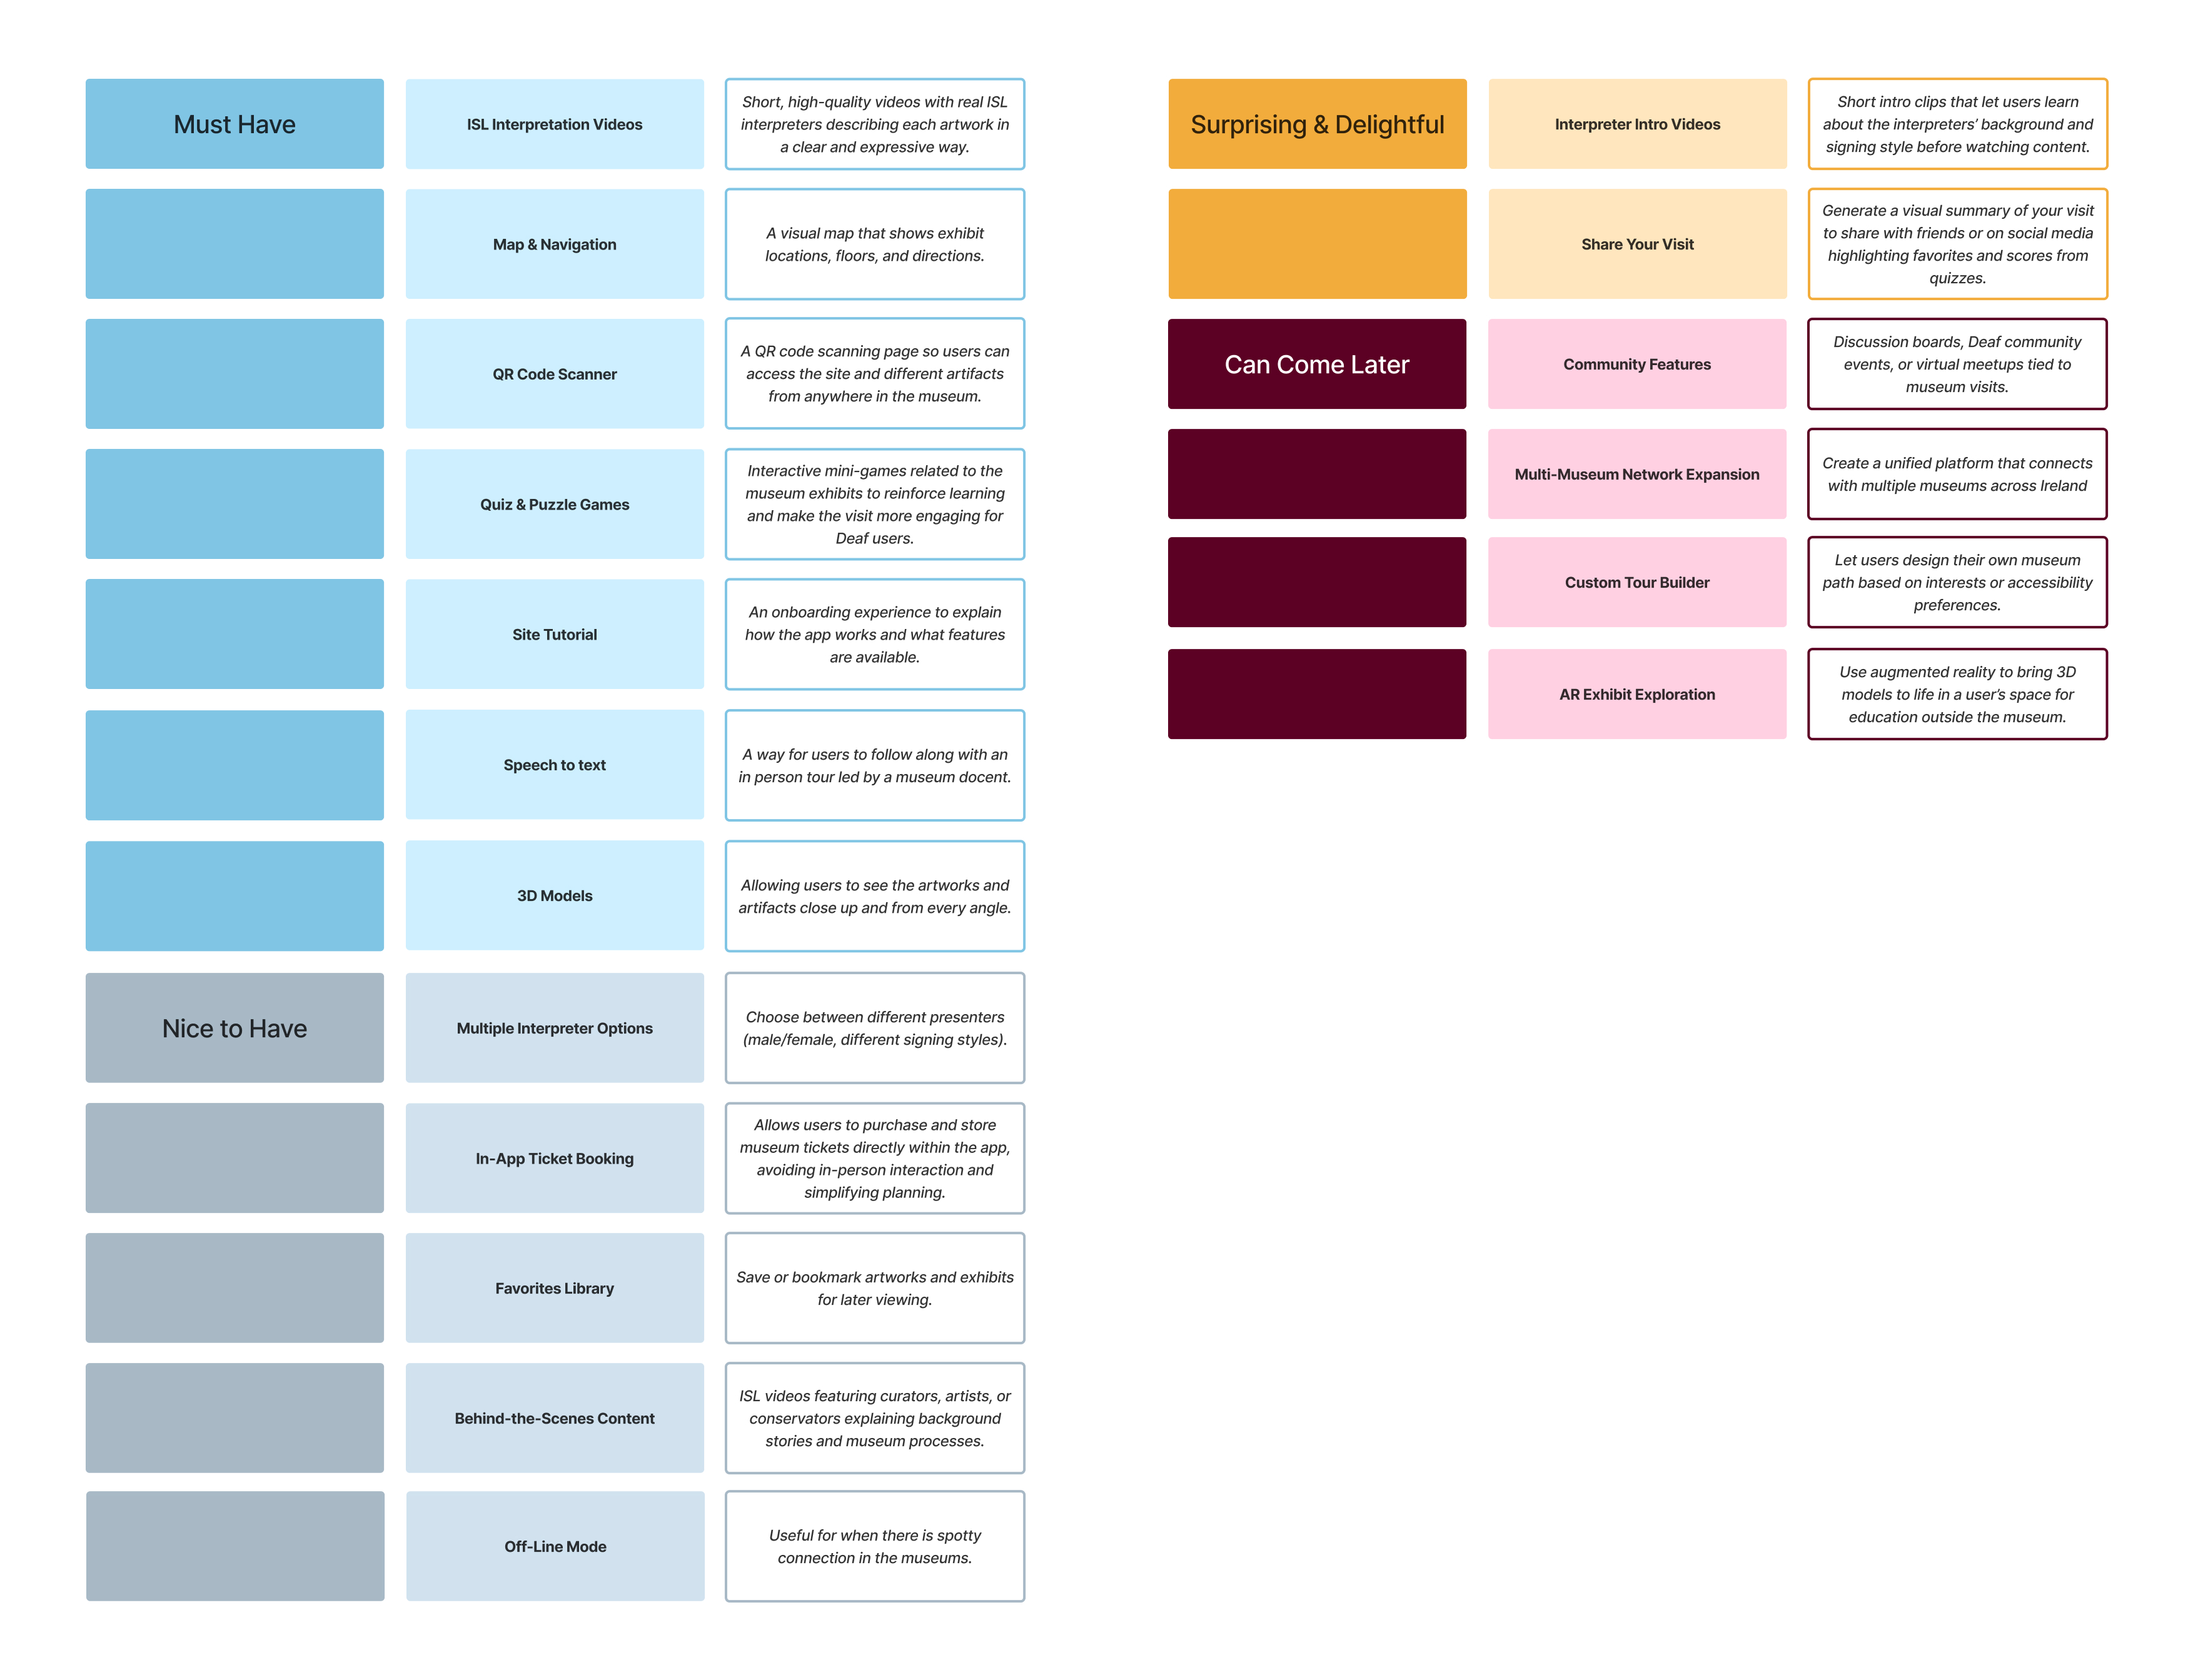 Must Have
ISL Interpretation Videos
Short, high-quality videos with real ISL
interpreters describing each artwork in
a clear and expressive way.
Map & Navigation
A visual map that shows exhibit
locations, floors, and directions.
QR Code Scanner
A QR code scanning page so users can
access the site and different artifacts
from anywhere in the museum.
Quiz & Puzzle Games
Interactive mini-games related to the
museum exhibits to reinforce learning
and make the visit more engaging for
Deaf users.
Site Tutorial
An onboarding experience to explain
how the app works and what features
are available.
Speech to text
A way for users to follow along with an
in person tour led by a museum docent.
3D Models
Allowing users to see the artworks and
artifacts close up and from every angle.
Nice to Have
Multiple Interpreter Options
Choose between different presenters
(male/female, different signing styles).
In-App Ticket Booking
Allows users to purchase and store
museum tickets directly within the app,
avoiding in-person interaction and
simplifying planning.
Favorites Library
Save or bookmark artworks and exhibits
for later viewing.
Behind-the-Scenes Content
ISL videos featuring curators, artists, or
conservators explaining background
stories and museum processes.
Off-Line Mode
Useful for when there is spotty
connection in the museums.
Surprising & Delightful
Interpreter Intro Videos
Short intro clips that let users learn
about the interpreters’ background and
signing style before watching content.
Share Your Visit
Generate a visual summary of your visit
to share with friends or on social media
highlighting favorites and scores from
quizzes.
Can Come Later
Community Features
Discussion boards, Deaf community
events, or virtual meetups tied to
museum visits.
Multi-Museum Network Expansion
Create a unified platform that connects
with multiple museums across Ireland
Custom Tour Builder
Let users design their own museum
path based on interests or accessibility
preferences.
AR Exhibit Exploration
Use augmented reality to bring 3D
models to life in a user’s space for
education outside the museum.